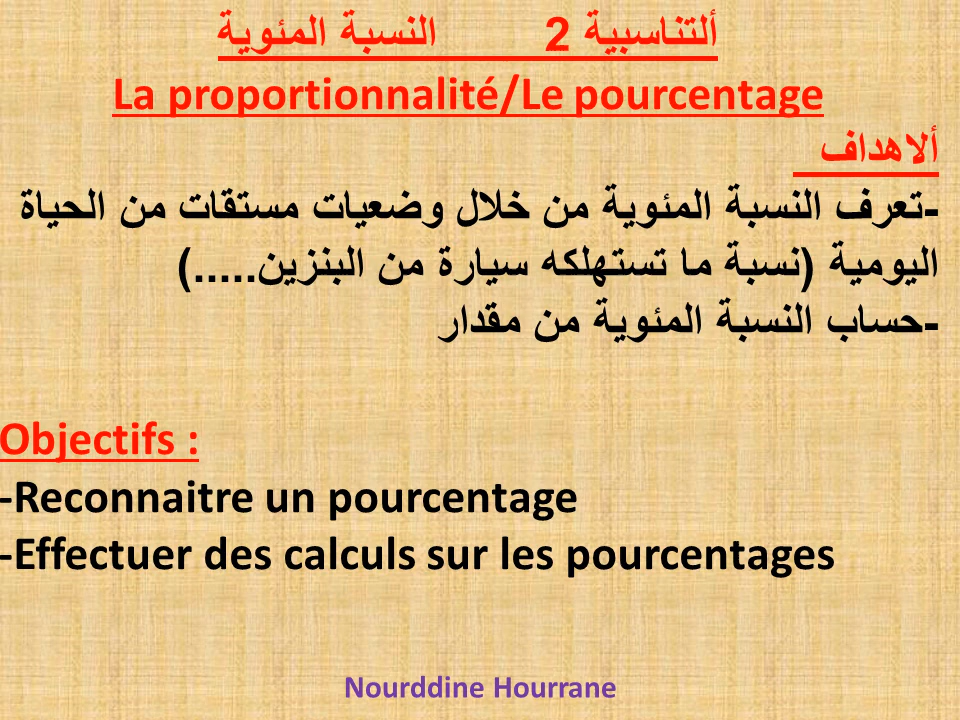 ألتناسبية 2 النسبة المئوية
La proportionnalité/Le pourcentage
ألاهداف
-تعرف النسبة المئوية من خلال وضعيات مستقات من الحياة
اليومية (نسبة ما تستهلكه سيارة من البنزين.....)
-حساب النسبة المئوية من مقدار
Objectifs :
-Reconnaitre un pourcentage
-Effectuer des calculs sur les pourcentages
Nourddine Hourrane